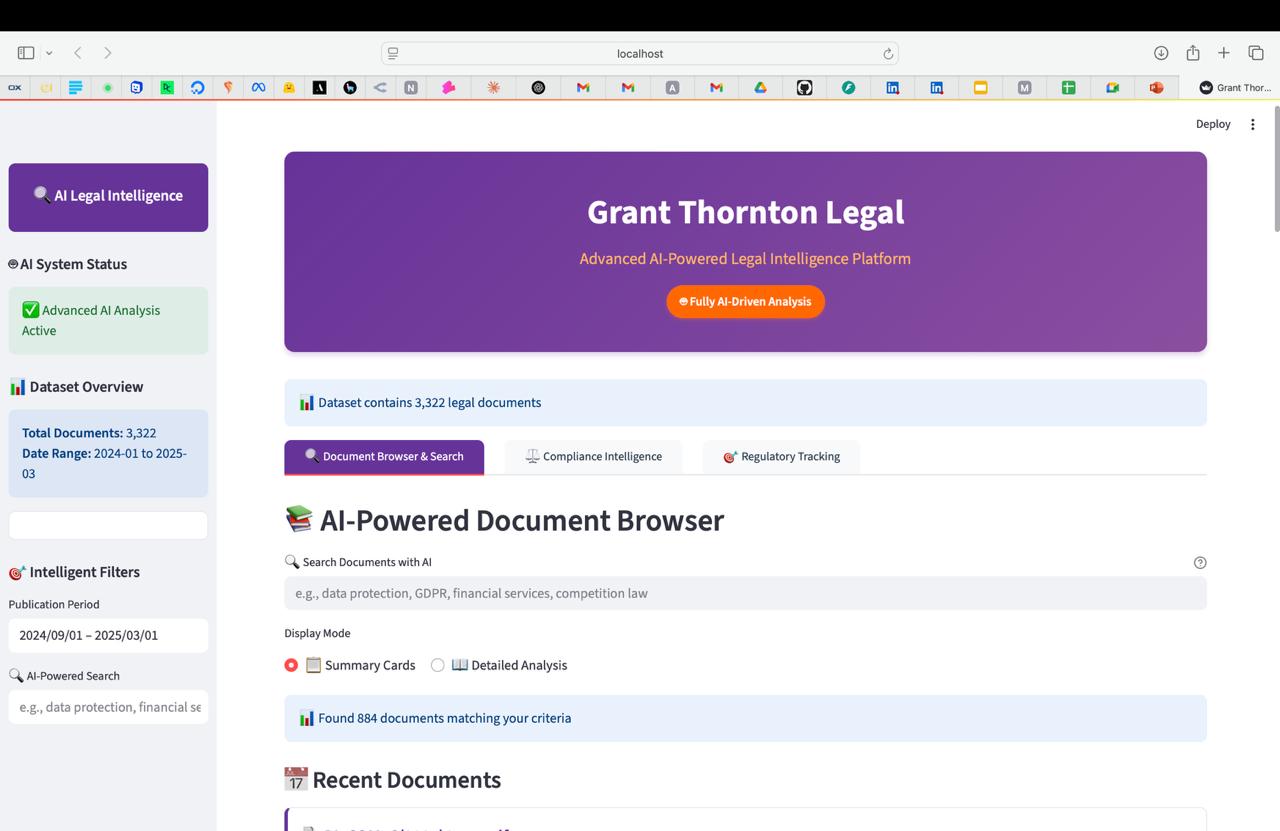 localhost
Grant Thor...
Deploy
AI Legal Intelligence
AI System Status
Advanced AI Analysis
Active
Dataset Overview
Total Documents: 3,322
Date Range: 2024-01 to 2025-
03
Intelligent Filters
Publication Period
2024/09/01 – 2025/03/01
AI-Powered Search
e.g., data protection, financial se
Grant Thornton Legal
Advanced AI-Powered Legal Intelligence Platform
Fully AI-Driven Analysis
Dataset contains 3,322 legal documents
Document Browser & Search
Compliance Intelligence
Regulatory Tracking
AI-Powered Document Browser
Search Documents with AI
e.g., data protection, GDPR, financial services, competition law
Display Mode
Summary Cards
Detailed Analysis
Found 884 documents matching your criteria
Recent Documents